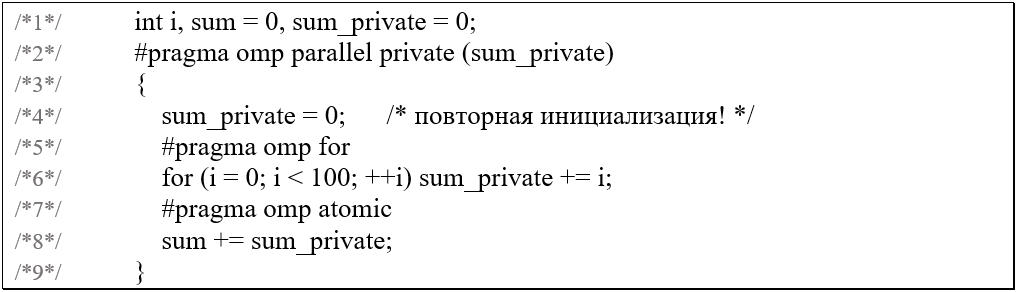 /*1*/ int i, sum = 0, sum_private = 0;
/*2*/ #pragma omp parallel private (sum_private)
/*3*/ {
/*4*/ sum_private = 0; /* повторная инициализация! */
/*5*/ #pragma omp for
/*6*/ for (i = 0; i < 100; ++i) sum_private += i;
/*7*/ #pragma omp atomic
/*8*/ sum += sum_private;
/*9*/ }